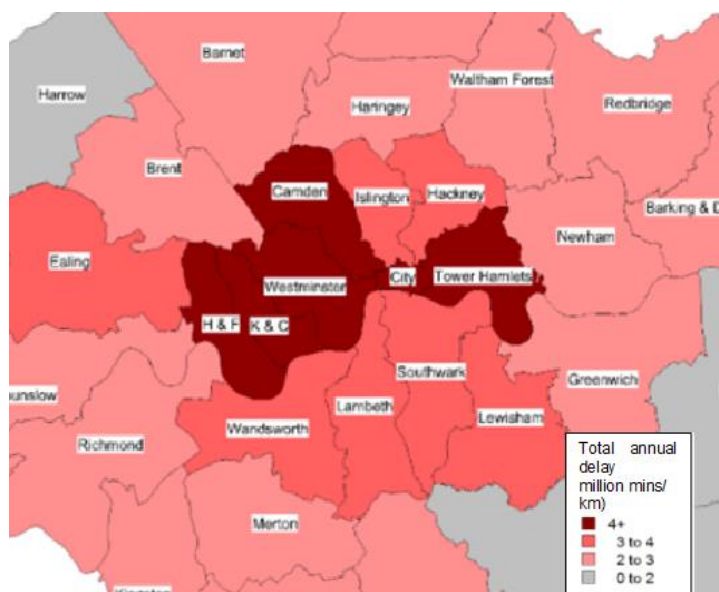 Barnet
Waltham Forest
Harrow
Haringey
Redbridge
Brent
Camden
Islington
Hackney
Barking & D
Newham
Ealing
Westminster
City
Tower Hamlets
H & F
K & C
Southwark
Greenwich
ounslow
Lambeth
Lewisham
Wandsworth
Richmond
Merton
Kingston
Total annual
delay
million mins/
km)
4+
3 to 4
2 to 3
0 to 2